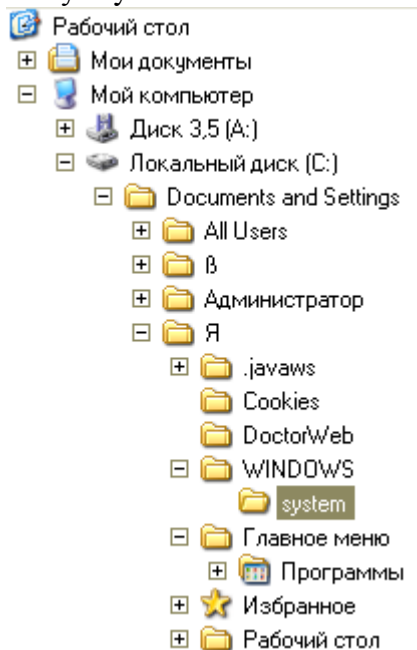 Рабочий стол
Мои документы
Мой компьютер
Диск 3,5 (A:)
Локальный диск (C:)
Documents and Settings
All Users
ß
Администратор
Я
.javaws
Cookies
DoctorWeb
WINDOWS
system
Главное меню
Программы
Избранное
Рабочий стол